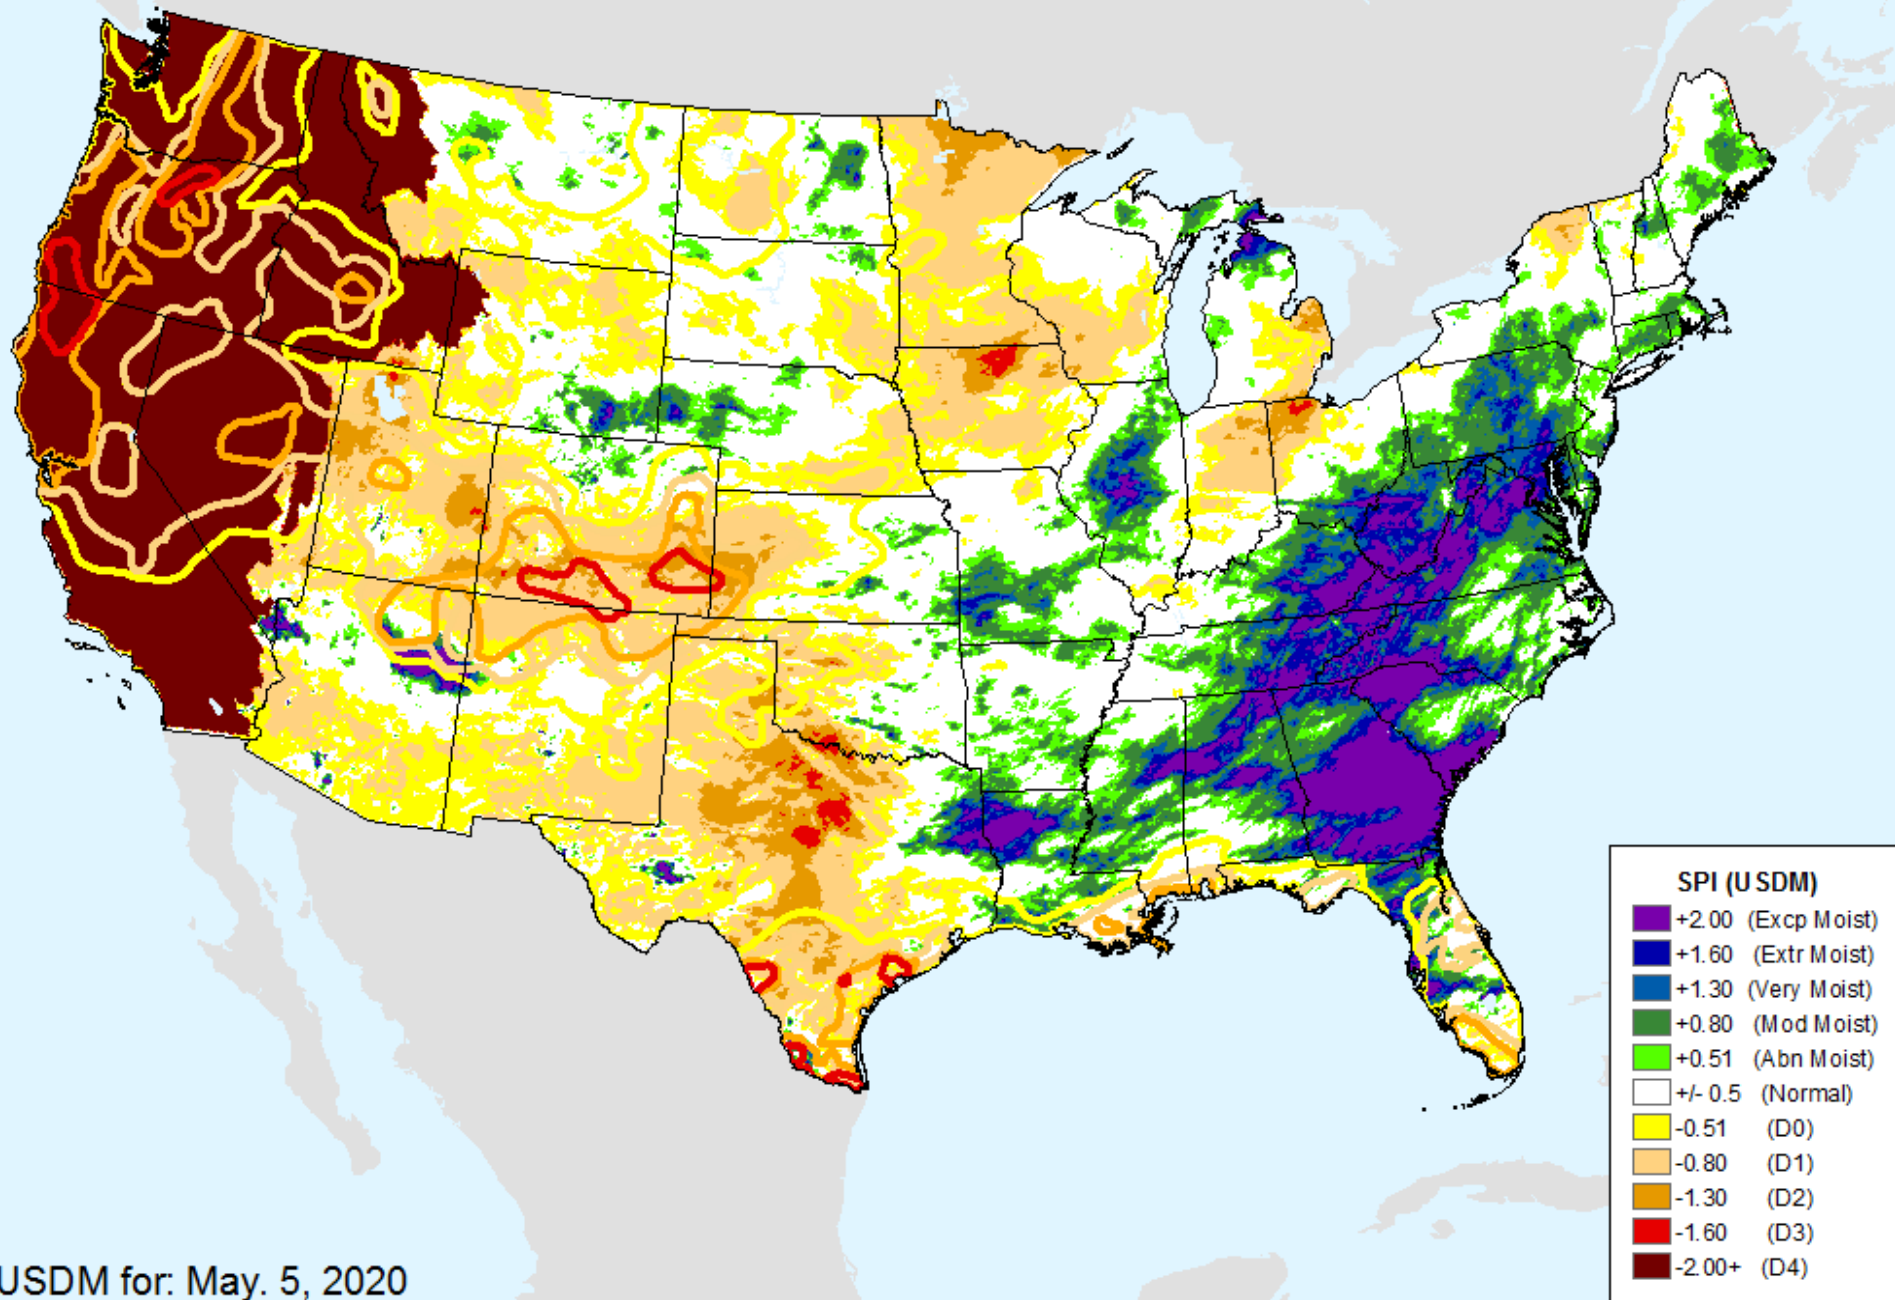 SPI (USDM)
+2.00 (Excp Moist)
+1.60 (Extr Moist)
+1.30 (Very Moist)
+0.80 (Mod Moist)
+0.51 (Abn Moist)
+/- 0.5 (Normal)
-0.51 (D0)
-0.80 (D1)
-1.30 (D2)
-1.60 (D3)
-2.00+ (D4)
USDM for: May. 5, 2020